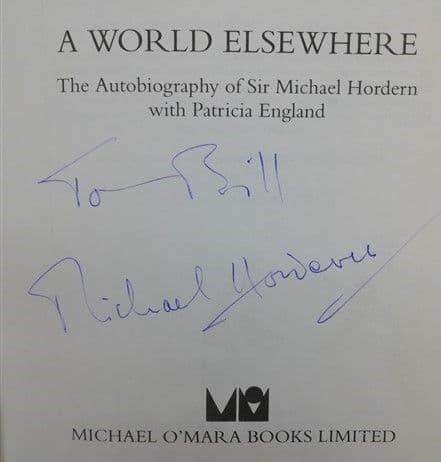 A WORLD ELSEWHERE
The Autobiography of Sir Michael Hordern
with Patricia England
To Bill
Michael Hordern
MICHAEL O'MARA BOOKS LIMITED